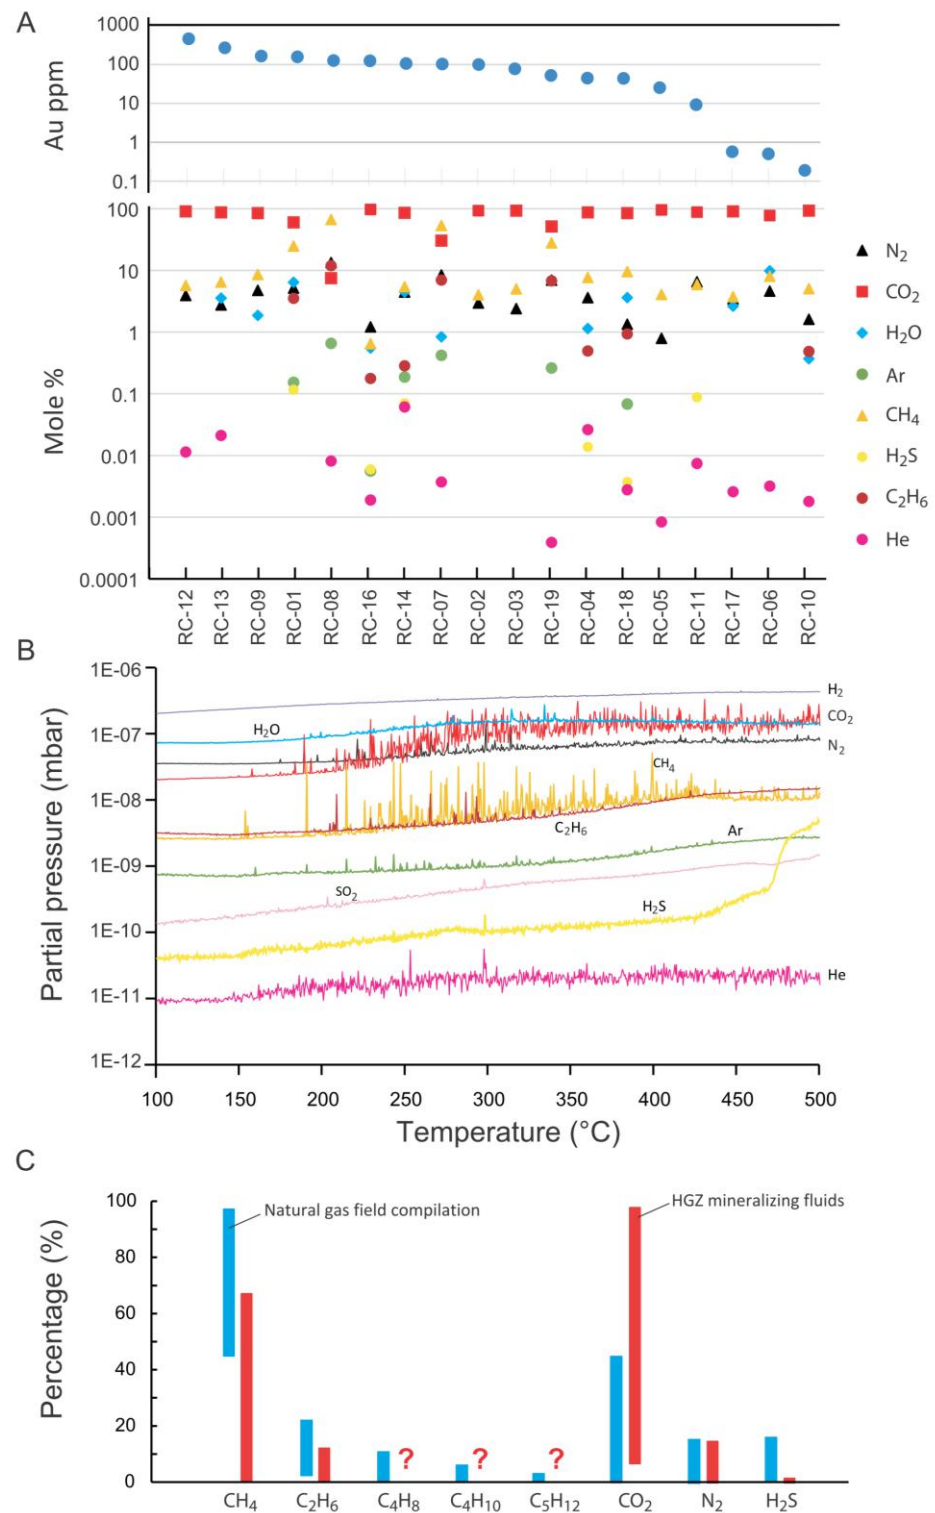 A
1000
100
10
1
0.1
Au ppm
100
10
1
0.1
0.01
0.001
0.0001
Mole %
N₂
CO₂
H₂O
Ar
CH₄
H₂S
C₂H₆
He
RC-12
RC-13
RC-09
RC-01
RC-08
RC-16
RC-14
RC-07
RC-02
RC-03
RC-19
RC-04
RC-18
RC-05
RC-11
RC-17
RC-06
RC-10
B
1E-06
1E-07
1E-08
1E-09
1E-10
1E-11
1E-12
Partial pressure (mbar)
H₂
CO₂
H₂O
N₂
CH₄
C₂H₆
Ar
SO₂
H₂S
He
100 150 200 250 300 350 400 450 500
Temperature (°C)
C
100
80
60
40
20
0
Percentage (%)
Natural gas field compilation
HGZ mineralizing fluids
? ? ?
CH₄ C₂H₆ C₄H₈ C₄H₁₀ C₅H₁₂ CO₂ N₂ H₂S